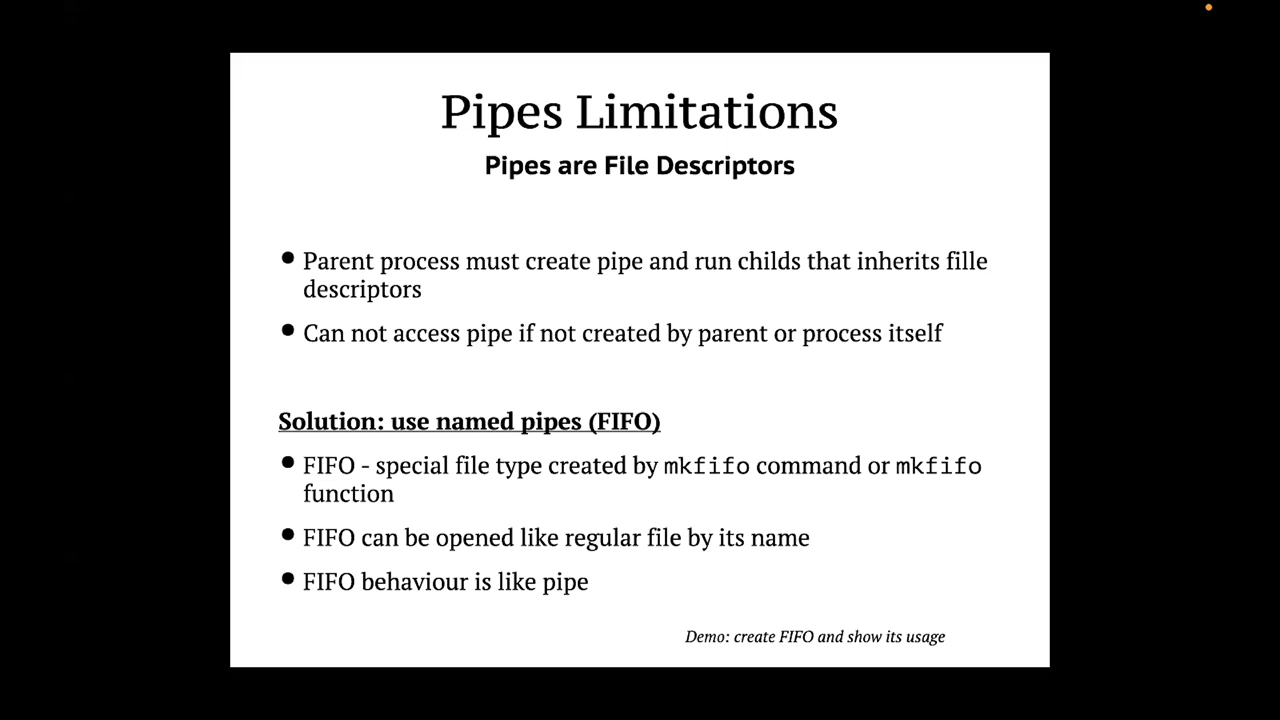 Pipes Limitations
Pipes are File Descriptors
● Parent process must create pipe and run childs that inherits fille
descriptors
● Can not access pipe if not created by parent or process itself
Solution: use named pipes (FIFO)
● FIFO - special file type created by mkfifo command or mkfifo
function
● FIFO can be opened like regular file by its name
● FIFO behaviour is like pipe
Demo: create FIFO and show its usage